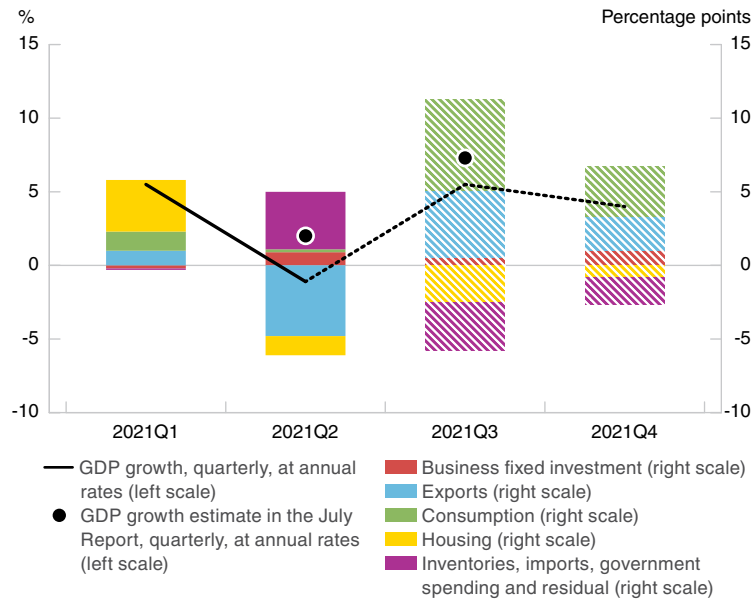 % Percentage points
15 15
10 10
5 5
0 0
-5 -5
-10 -10
2021Q1 2021Q2 2021Q3 2021Q4
GDP growth, quarterly, at annual
rates (left scale)
GDP growth estimate in the July
Report, quarterly, at annual rates
(left scale)
Business fixed investment (right scale)
Exports (right scale)
Consumption (right scale)
Housing (right scale)
Inventories, imports, government
spending and residual (right scale)